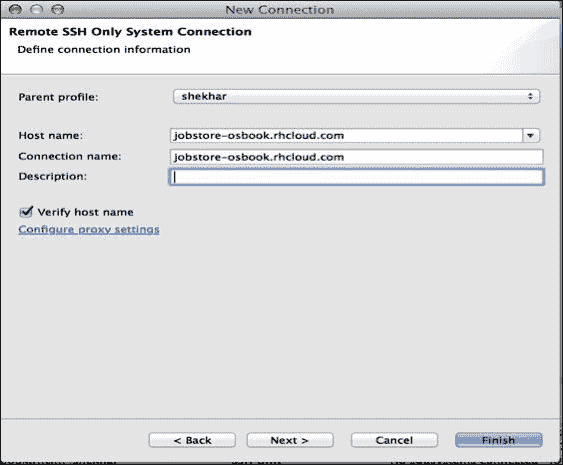 New Connection
Remote SSH Only System Connection
Define connection information
Parent profile: shekhar
Host name: jobstore-osbook.rhcloud.com
Connection name: jobstore-osbook.rhcloud.com
Description:
Verify host name
Configure proxy settings
< Back Next > Cancel Finish